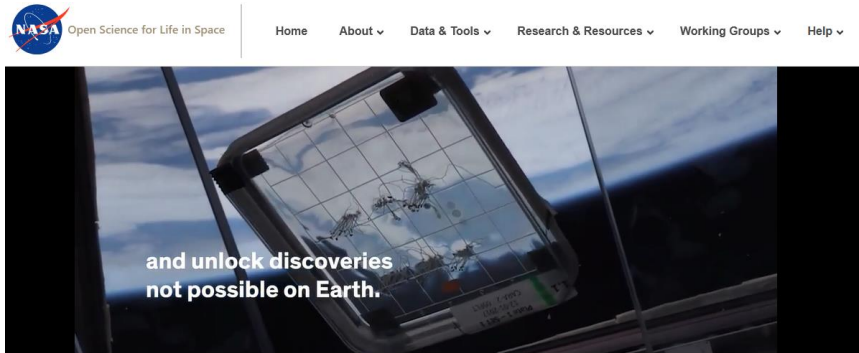 NASA
Open Science for Life in Space
Home
About
Data & Tools
Research & Resources
Working Groups
Help
and unlock discoveries
not possible on Earth.